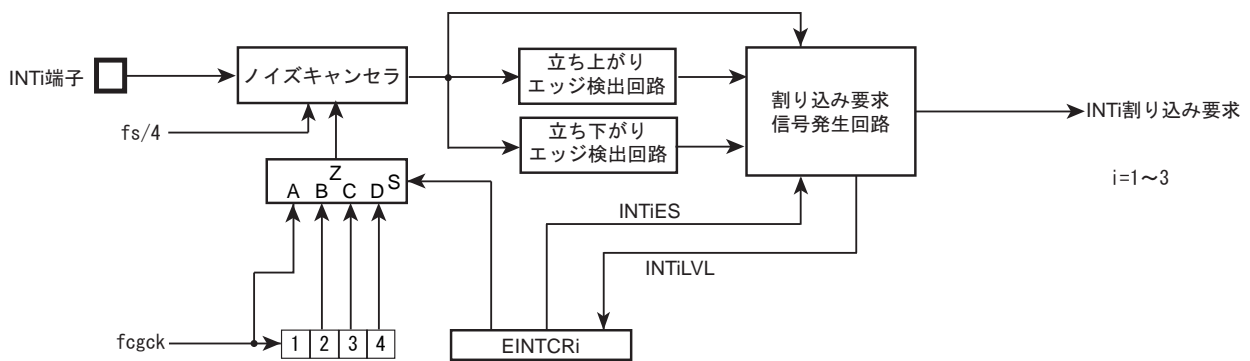 INTi端子
ノイズキャンセラ
立ち上がり
エッジ検出回路
立ち下がり
エッジ検出回路
割り込み要求
信号発生回路
INTi割り込み要求
i=1~3
fs/4
Z
A B C D S
INTiES
INTiLVL
fcgck
1 2 3 4
EINTCRi